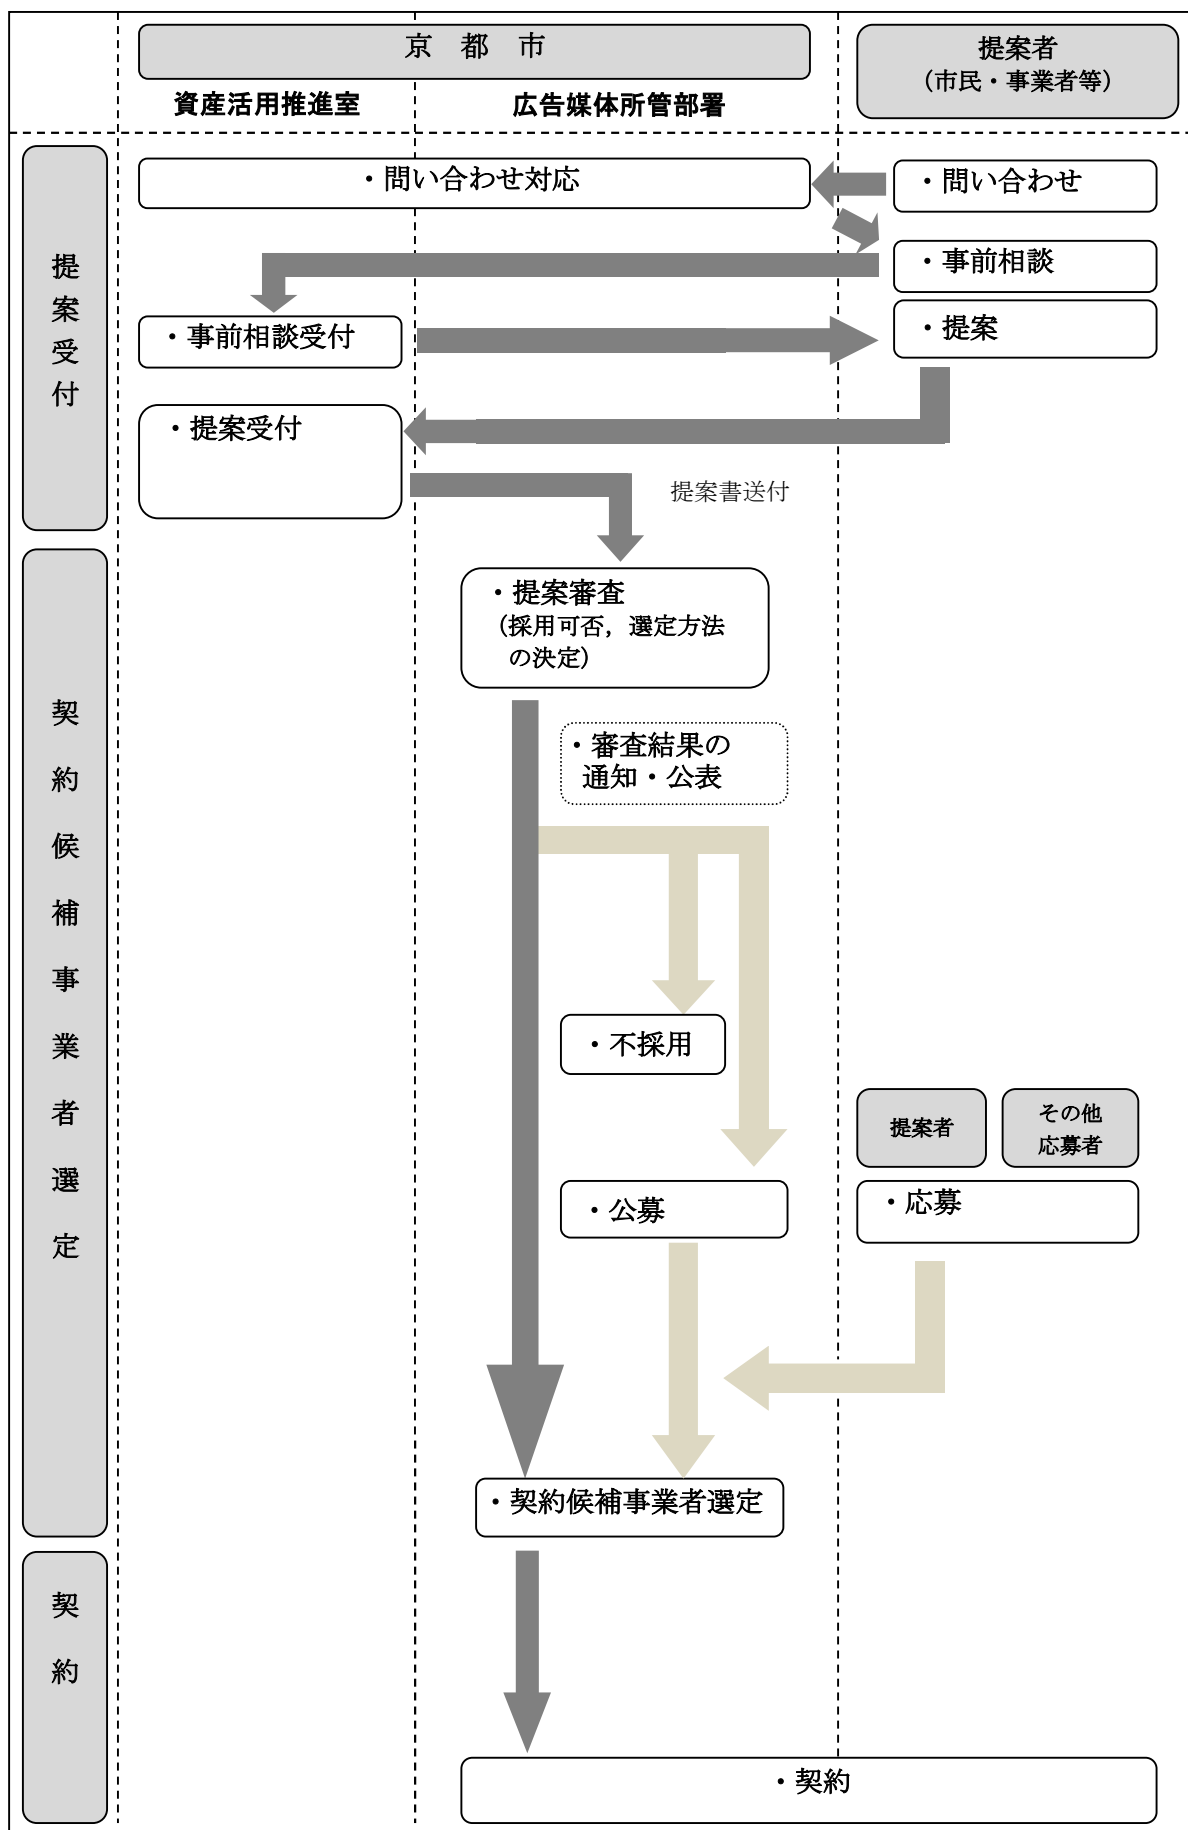 京　都　市
提案者
（市民・事業者等）
資産活用推進室
広告媒体所管部署
提案受付
・問い合わせ対応
・問い合わせ
・事前相談
・事前相談受付
・提案
・提案受付
提案書送付
契約候補事業者選定
・提案審査
（採用可否，選定方法
の決定）
・審査結果の
通知・公表
・不採用
提案者
その他
応募者
・公募
・応募
・契約候補事業者選定
契約
・契約